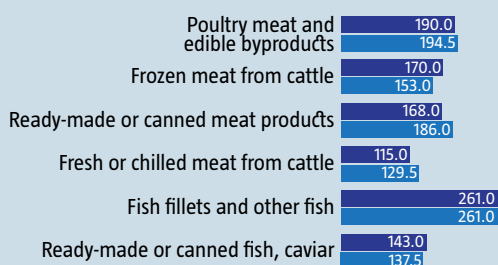 Poultry meat and
edible byproducts
190.0
194.5
Frozen meat from cattle
170.0
153.0
Ready-made or canned meat products
168.0
186.0
Fresh or chilled meat from cattle
115.0
129.5
Fish fillets and other fish
261.0
261.0
Ready-made or canned fish, caviar
143.0
137.5